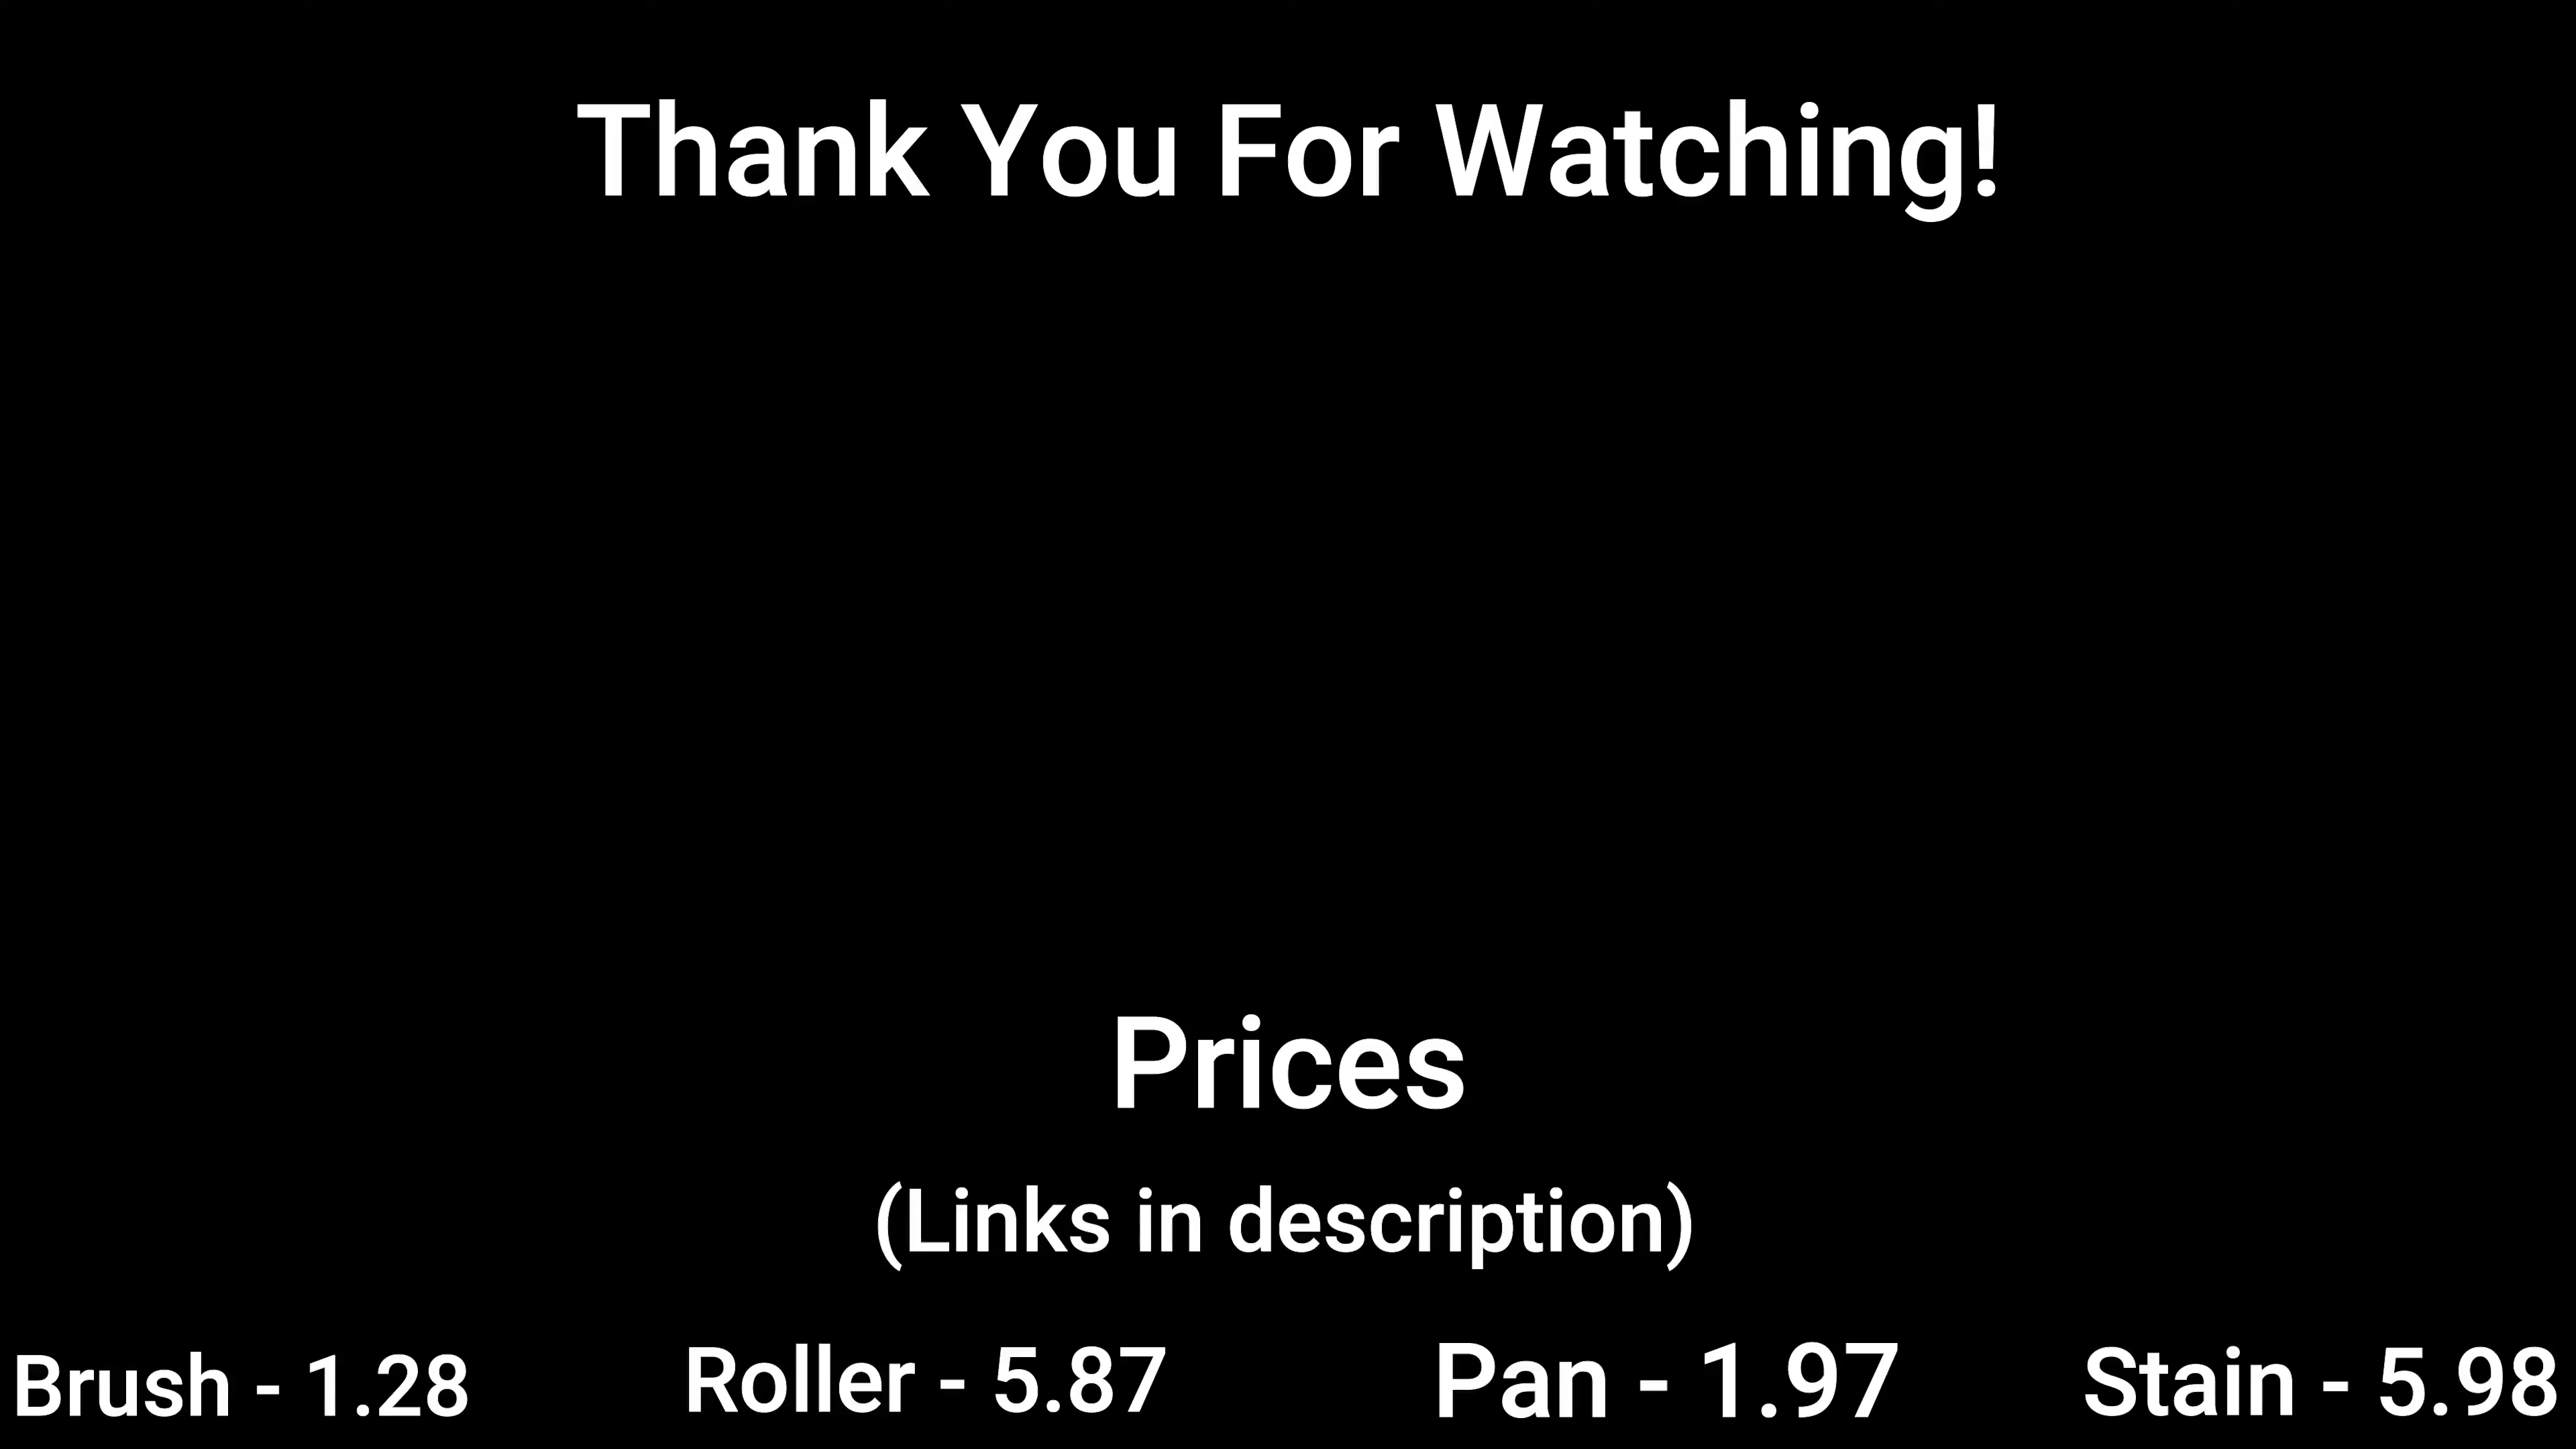 Thank You For Watching!
Prices
(Links in description)
Brush - 1.28 Roller - 5.87 Pan - 1.97 Stain - 5.98